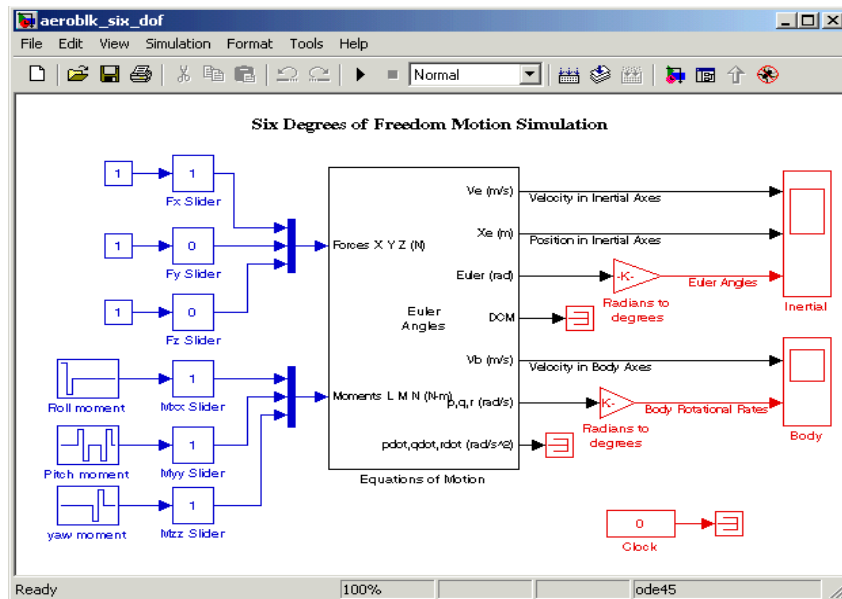 aeroblk_six_dof
File Edit View Simulation Format Tools Help
Normal
Six Degrees of Freedom Motion Simulation
1
1
Fx Slider
1
0
Fy Slider
1
0
Fz Slider
Roll moment
1
Mxx Slider
Pitch moment
1
Myy Slider
yaw moment
1
Mzz Slider
Forces X Y Z (N)
Moments L M N (N-m)
Euler
Angles
Ve (m/s)
Xe (m)
Euler (rad)
DCM
Vb (m/s)
p,q,r (rad/s)
pdot,qdot,rdot (rad/s^2)
Equations of Motion
Velocity in Inertial Axes
Position in Inertial Axes
-K-
Radians to
degrees
Euler Angles
Inertial
Velocity in Body Axes
-K-
Radians to
degrees
Body Rotational Rates
Body
0
Clock
Ready 100% ode45